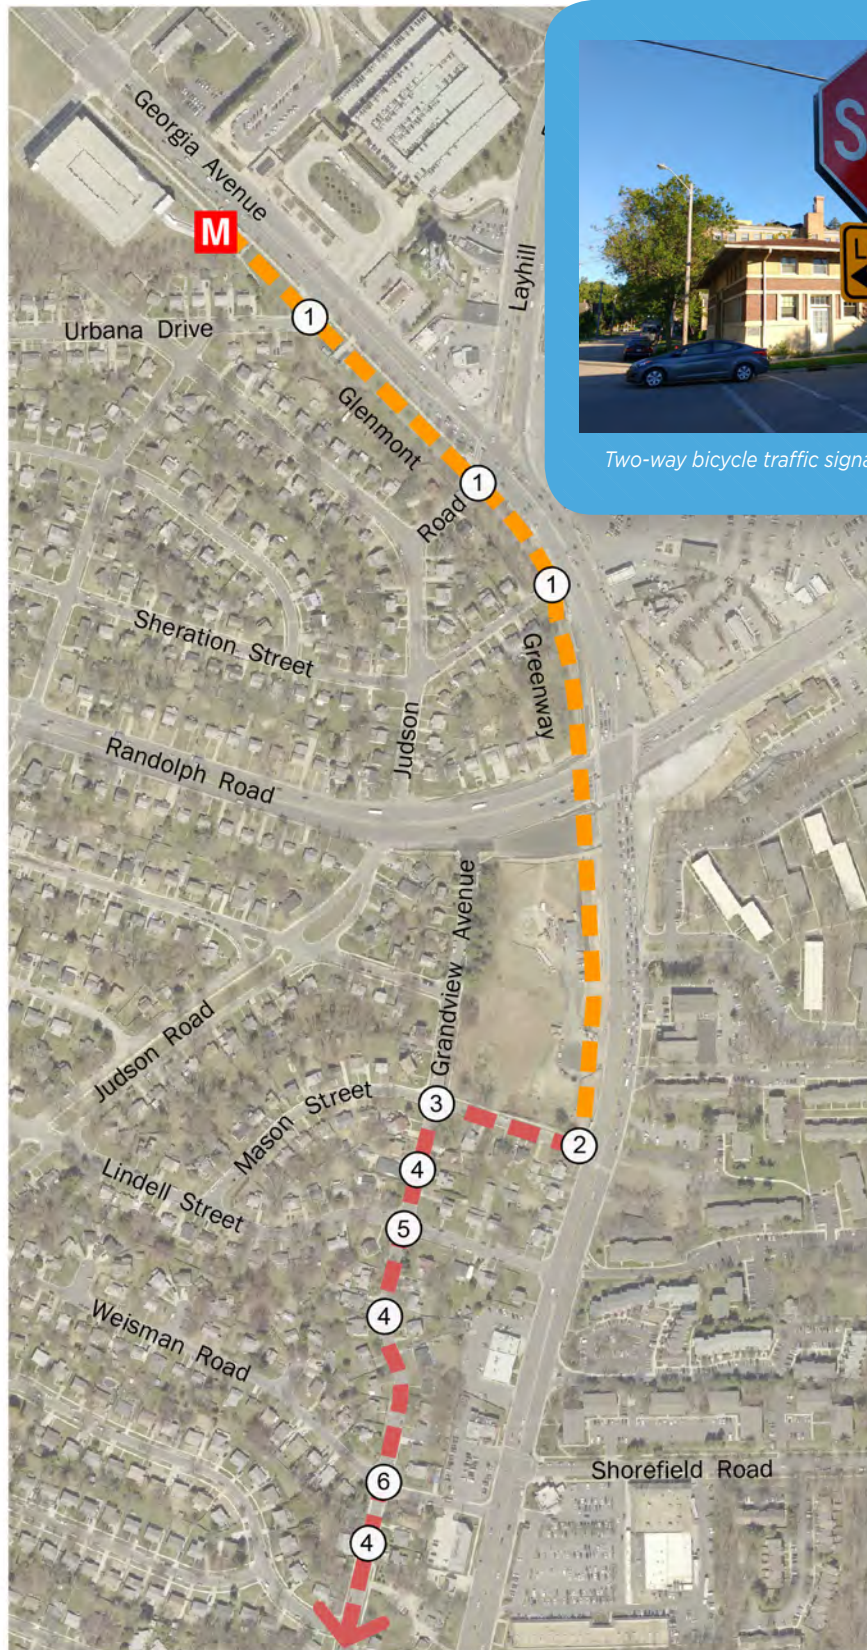 Georgia Avenue
M
Layhill
1
Urbana Drive
Glenmont
Road
1
1
Sheration Street
Greenway
Judson
Randolph Road
Grandview Avenue
Judson Road
Mason Street
3
2
4
Lindell Street
5
Weisman Road
4
6
Shorefield Road
4
S
L
Two-way bicycle traffic signa